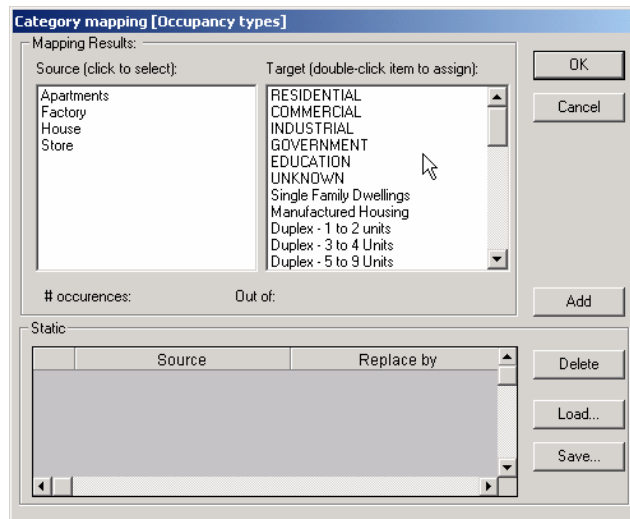 Category mapping [Occupancy types]
Mapping Results:
Source (click to select):
Target (double-click item to assign):
OK
Cancel
Apartments
Factory
House
Store
RESIDENTIAL
COMMERCIAL
INDUSTRIAL
GOVERNMENT
EDUCATION
UNKNOWN
Single Family Dwellings
Manufactured Housing
Duplex - 1 to 2 units
Duplex - 3 to 4 Units
Duplex - 5 to 9 Units
# occurences:
Out of:
Add
Static
Source
Replace by
Delete
Load...
Save...